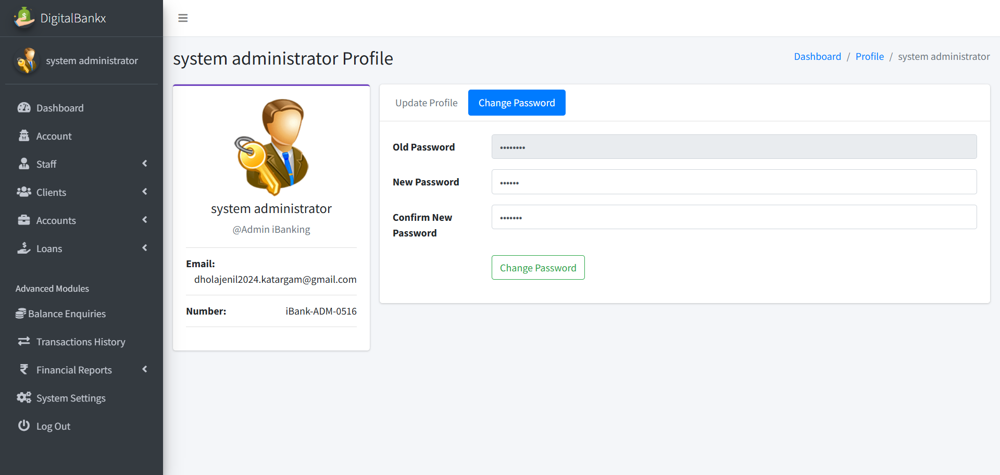 DigitalBankx
system administrator
Dashboard
Account
Staff
Clients
Accounts
Loans
Advanced Modules
Balance Enquiries
Transactions History
Financial Reports
System Settings
Log Out
system administrator Profile
Dashboard / Profile / system administrator
system administrator
@Admin iBanking
Email:
dholajenil2024.katargam@gmail.com
Number: iBank-ADM-0516
Update Profile Change Password
Old Password ••••••••
New Password ••••••
Confirm New •••••••
Password
Change Password